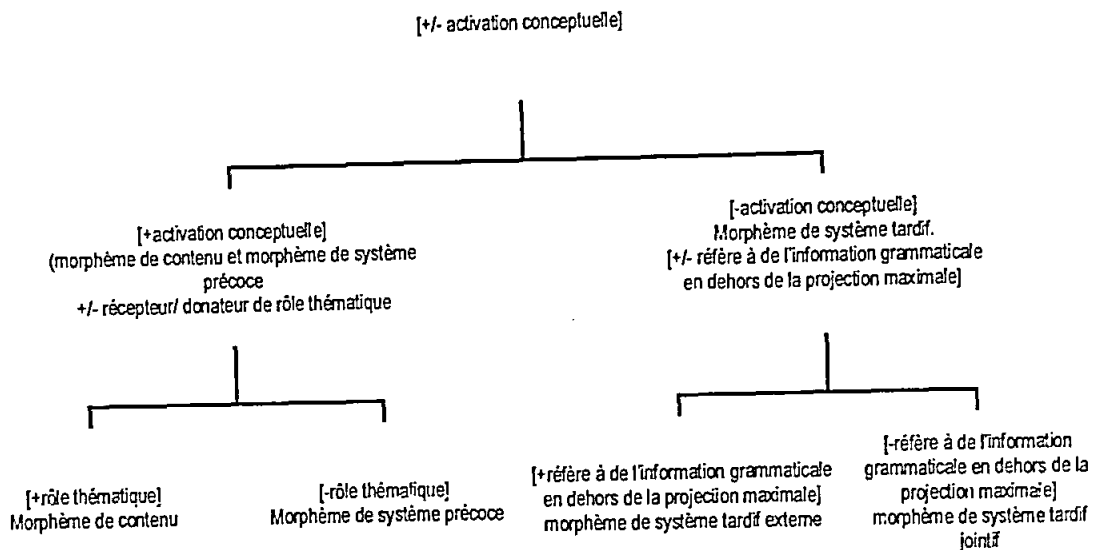 [+/- activation conceptuelle]
[+activation conceptuelle]
(morphème de contenu et morphème de système
précoce
+/- récepteur/ donateur de rôle thématique
[-activation conceptuelle]
Morphème de système tardif.
[+/- réfère à de l'information grammaticale
en dehors de la projection maximale]
[+rôle thématique]
Morphème de contenu
[-rôle thématique]
Morphème de système précoce
[+réfère à de l'information grammaticale
en dehors de la projection maximale]
morphème de système tardif externe
[-réfère à de l'information
grammaticale en dehors de la
projection maximale]
morphème de système tardif
jointif